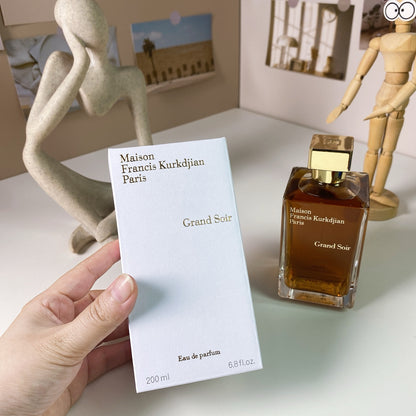 Maison
Francis Kurkdjian
Paris
Grand Soir
Eau de parfum
200 ml
6.8 fl.oz.
Maison
Francis Kurkdjian
Paris
Grand Soir